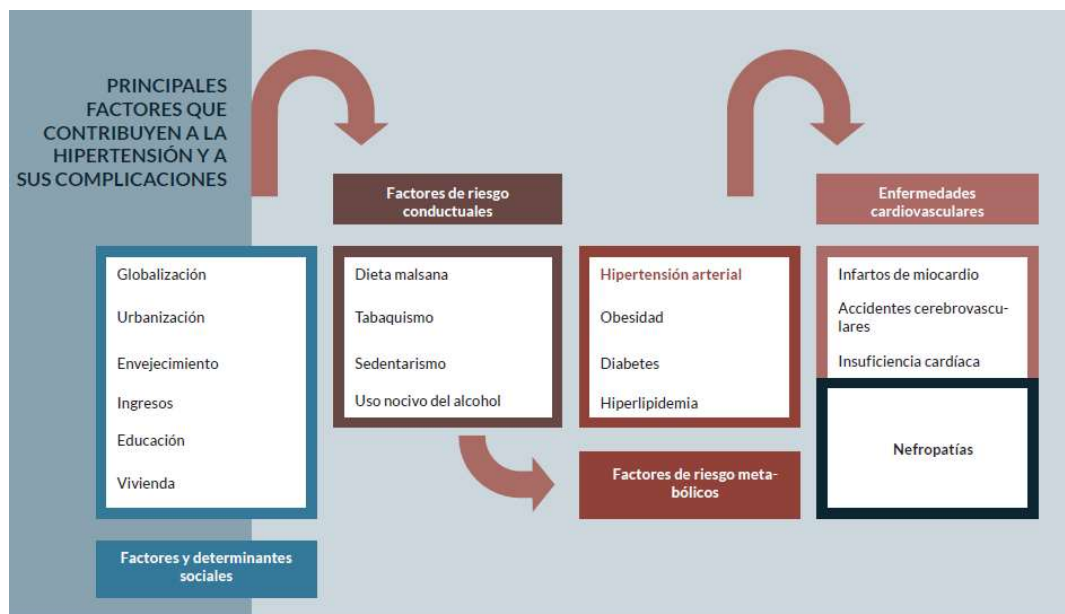 PRINCIPALES
FACTORES QUE
CONTRIBUYEN A LA
HIPERTENSIÓN Y A
SUS COMPLICACIONES
Globalización
Urbanización
Envejecimiento
Ingresos
Educación
Vivienda
Factores y determinantes
sociales
Factores de riesgo
conductuales
Dieta malsana
Tabaquismo
Sedentarismo
Uso nocivo del alcohol
Hipertensión arterial
Obesidad
Diabetes
Hiperlipidemia
Factores de riesgo meta-
bólicos
Enfermedades
cardiovasculares
Infartos de miocardio
Accidentes cerebrovascu-
lares
Insuficiencia cardíaca
Nefropatías